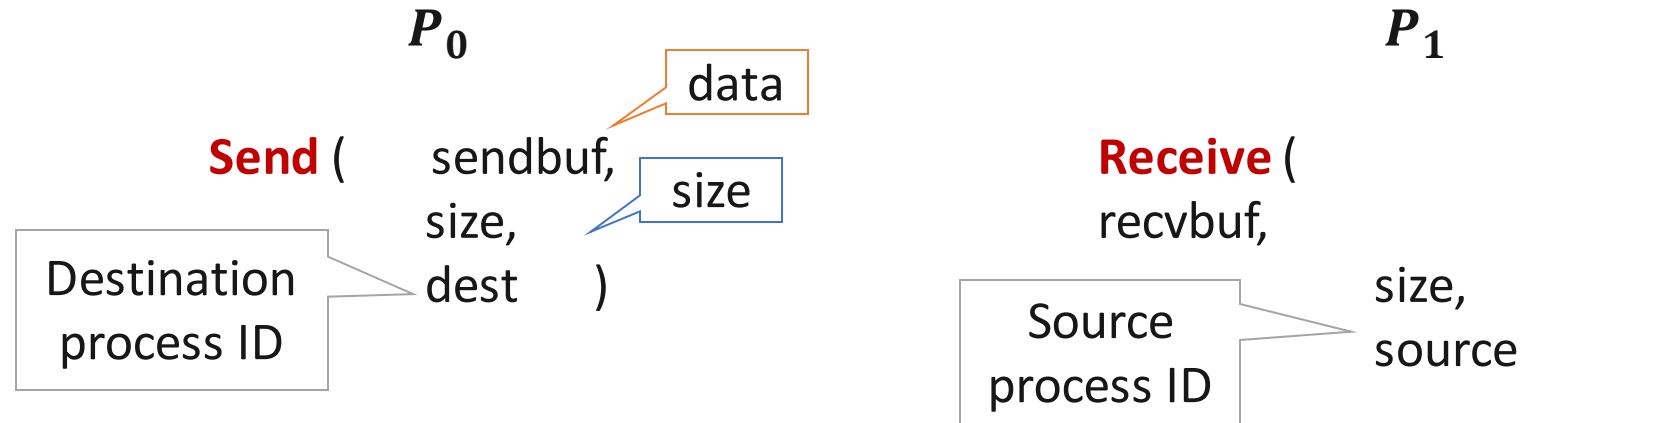 P0
P1
data
Send ( sendbuf,
size
size,
Destination
process ID
dest )
Receive (
recvbuf,
size,
Source
process ID
source